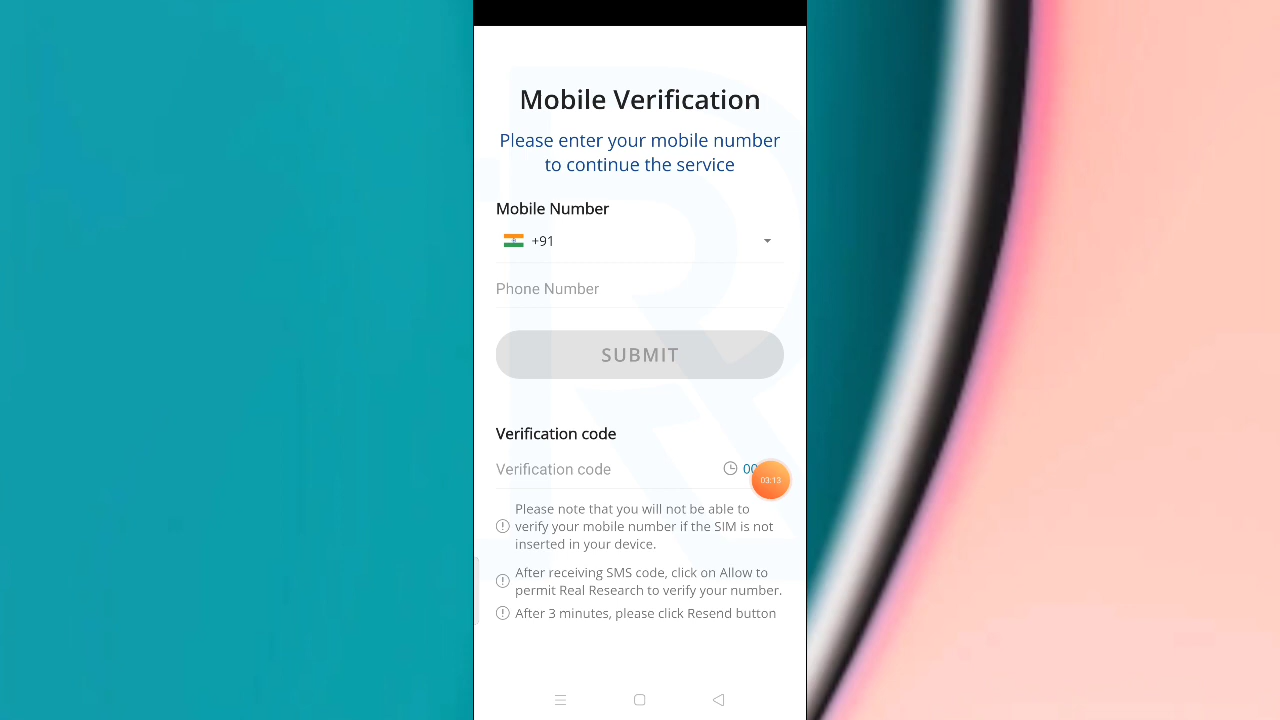 Mobile Verification
Please enter your mobile number
to continue the service
Mobile Number
+91
Phone Number
SUBMIT
Verification code
Verification code
00
03:13
Please note that you will not be able to
verify your mobile number if the SIM is not
inserted in your device.
After receiving SMS code, click on Allow to
permit Real Research to verify your number.
After 3 minutes, please click Resend button